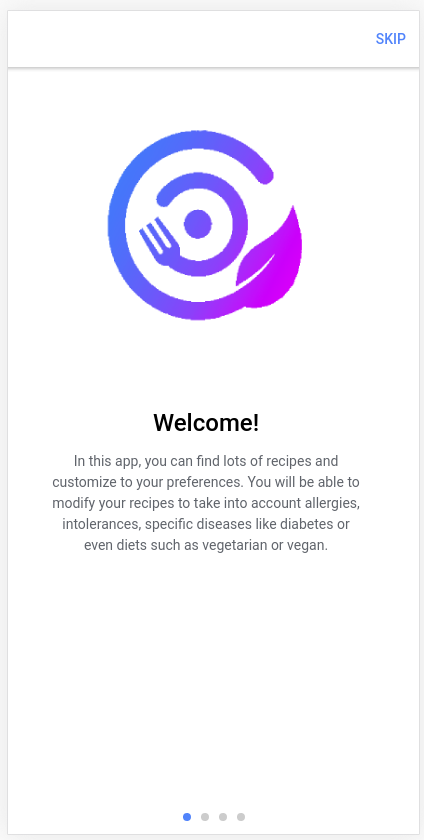 SKIP
Welcome!
In this app, you can find lots of recipes and
customize to your preferences. You will be able to
modify your recipes to take into account allergies,
intolerances, specific diseases like diabetes or
even diets such as vegetarian or vegan.